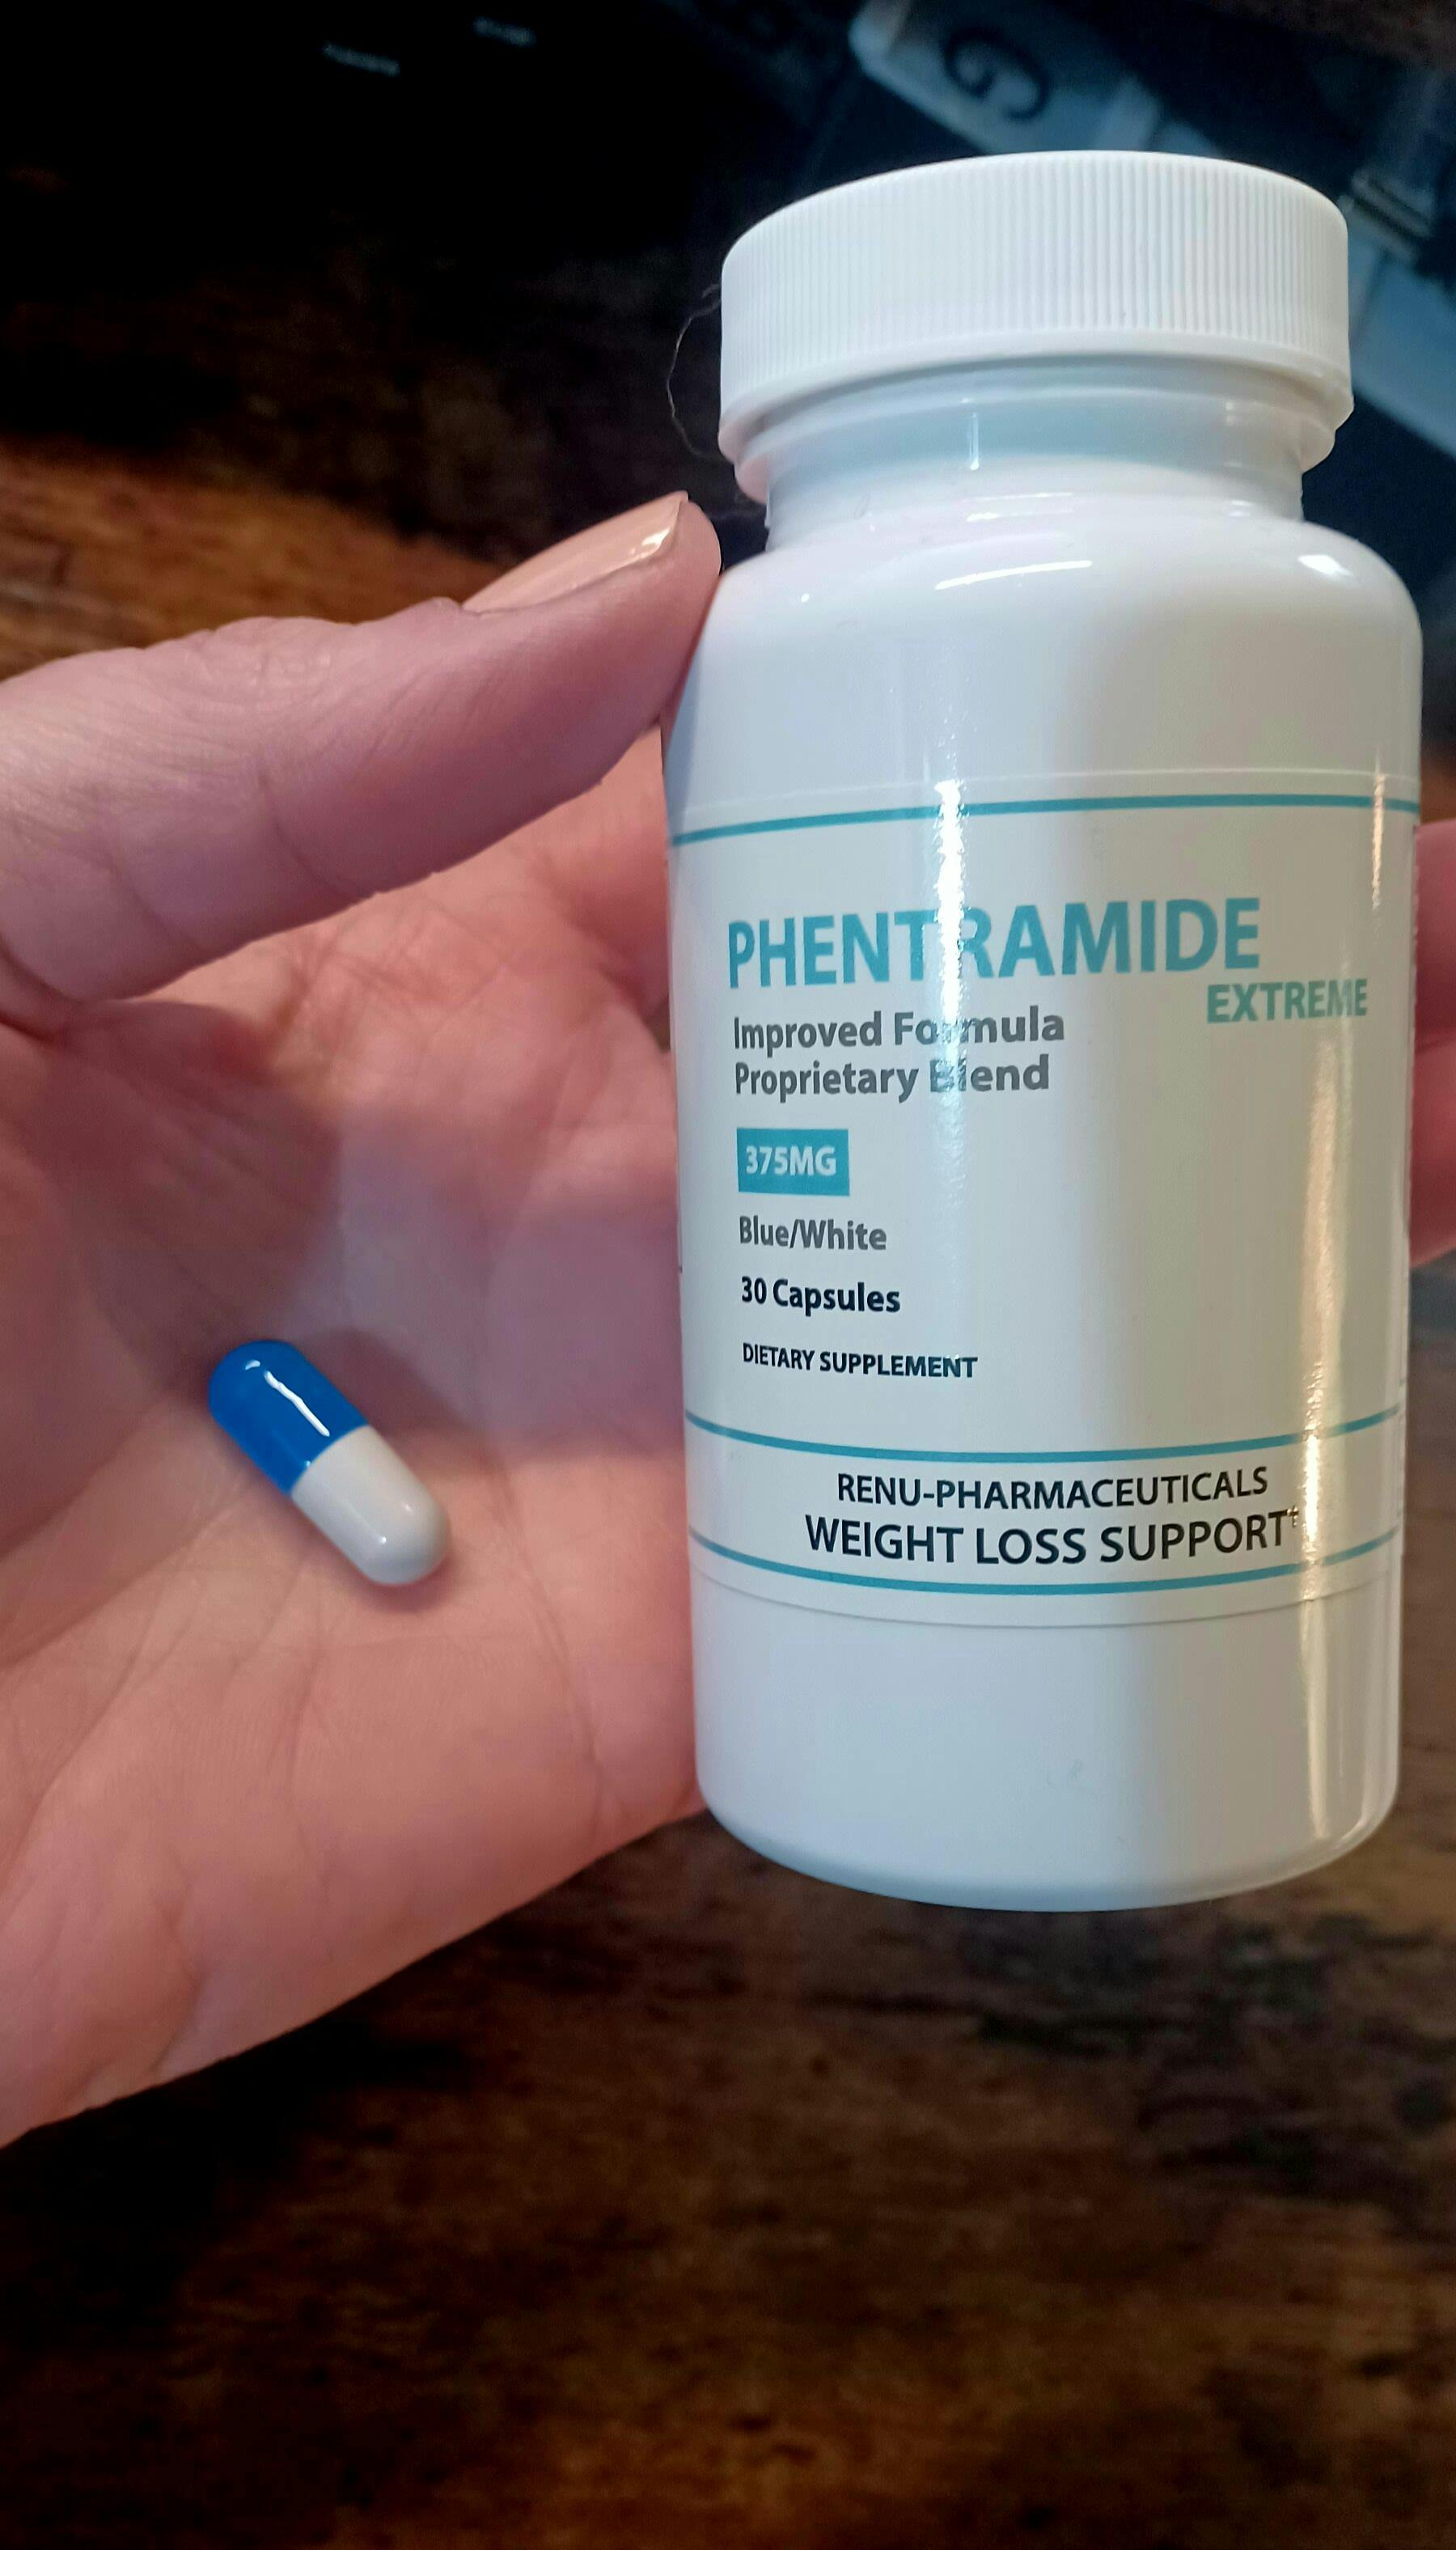 G
PHENTRAMIDE
EXTREME
Improved Formula
Proprietary Blend
375MG
Blue/White
30 Capsules
DIETARY SUPPLEMENT
RENU-PHARMACEUTICALS
WEIGHT LOSS SUPPORT†